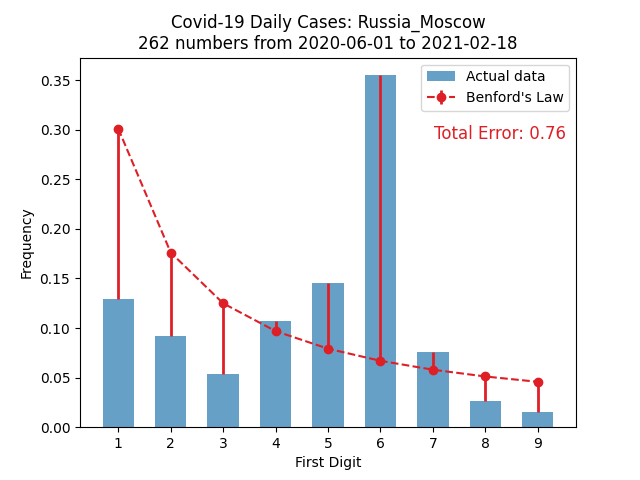 Covid-19 Daily Cases: Russia_Moscow
262 numbers from 2020-06-01 to 2021-02-18
Actual data
Benford's Law
Total Error: 0.76
Frequency
0.35
0.30
0.25
0.20
0.15
0.10
0.05
0.00
1 2 3 4 5 6 7 8 9
First Digit